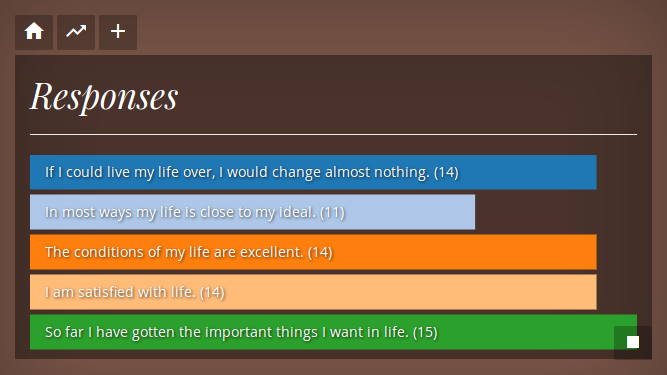 Responses
If I could live my life over, I would change almost nothing. (14)
In most ways my life is close to my ideal. (11)
The conditions of my life are excellent. (14)
I am satisfied with life. (14)
So far I have gotten the important things I want in life. (15)